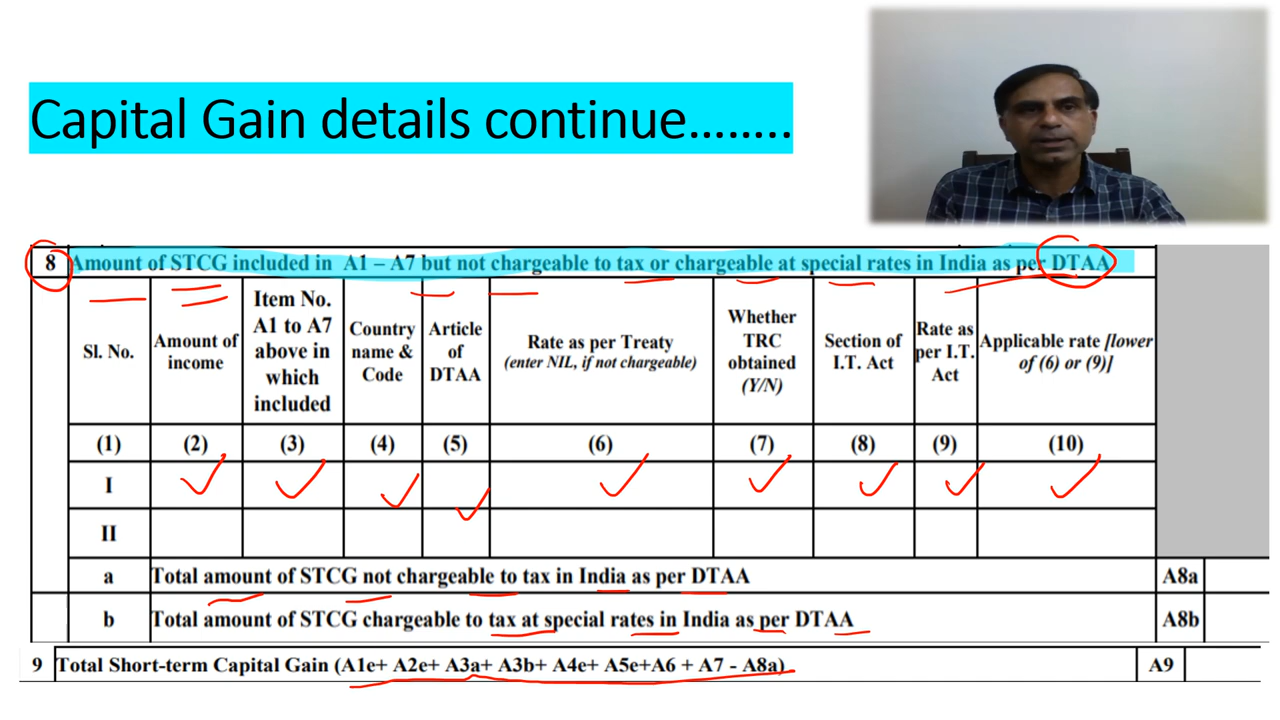 Capital Gain details continue........
8 Amount of STCG included in A1 – A7 but not chargeable to tax or chargeable at special rates in India as per DTAA
Sl. No.
Amount of
income
Item No.
A1 to A7
above in
which
included
Country
name &
Code
Article
of
DTAA
Rate as per Treaty
(enter NIL, if not chargeable)
Whether
TRC
obtained
(Y/N)
Section of
I.T. Act
Rate as
per I.T.
Act
Applicable rate [lower
of (6) or (9)]
(1) (2) (3) (4) (5) (6) (7) (8) (9) (10)
I
II
a Total amount of STCG not chargeable to tax in India as per DTAA A8a
b Total amount of STCG chargeable to tax at special rates in India as per DTAA A8b
9 Total Short-term Capital Gain (A1e+ A2e+ A3a+ A3b+ A4e+ A5e+A6 + A7 - A8a) A9